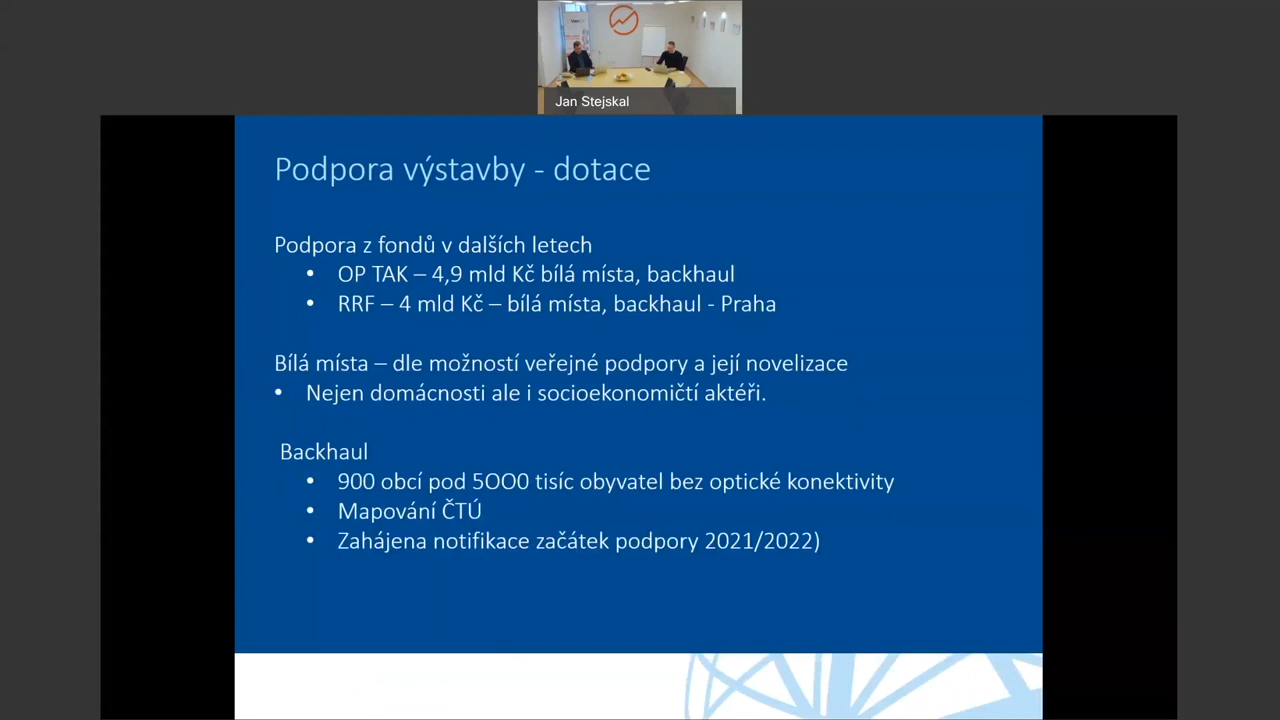 Jan Stejskal
Podpora výstavby - dotace
Podpora z fondů v dalších letech
• OP TAK – 4,9 mld Kč bílá místa, backhaul
• RRF – 4 mld Kč – bílá místa, backhaul - Praha
Bílá místa – dle možností veřejné podpory a její novelizace
• Nejen domácnosti ale i socioekonomičtí aktéři.
Backhaul
• 900 obcí pod 5OO0 tisíc obyvatel bez optické konektivity
• Mapování ČTÚ
• Zahájena notifikace začátek podpory 2021/2022)